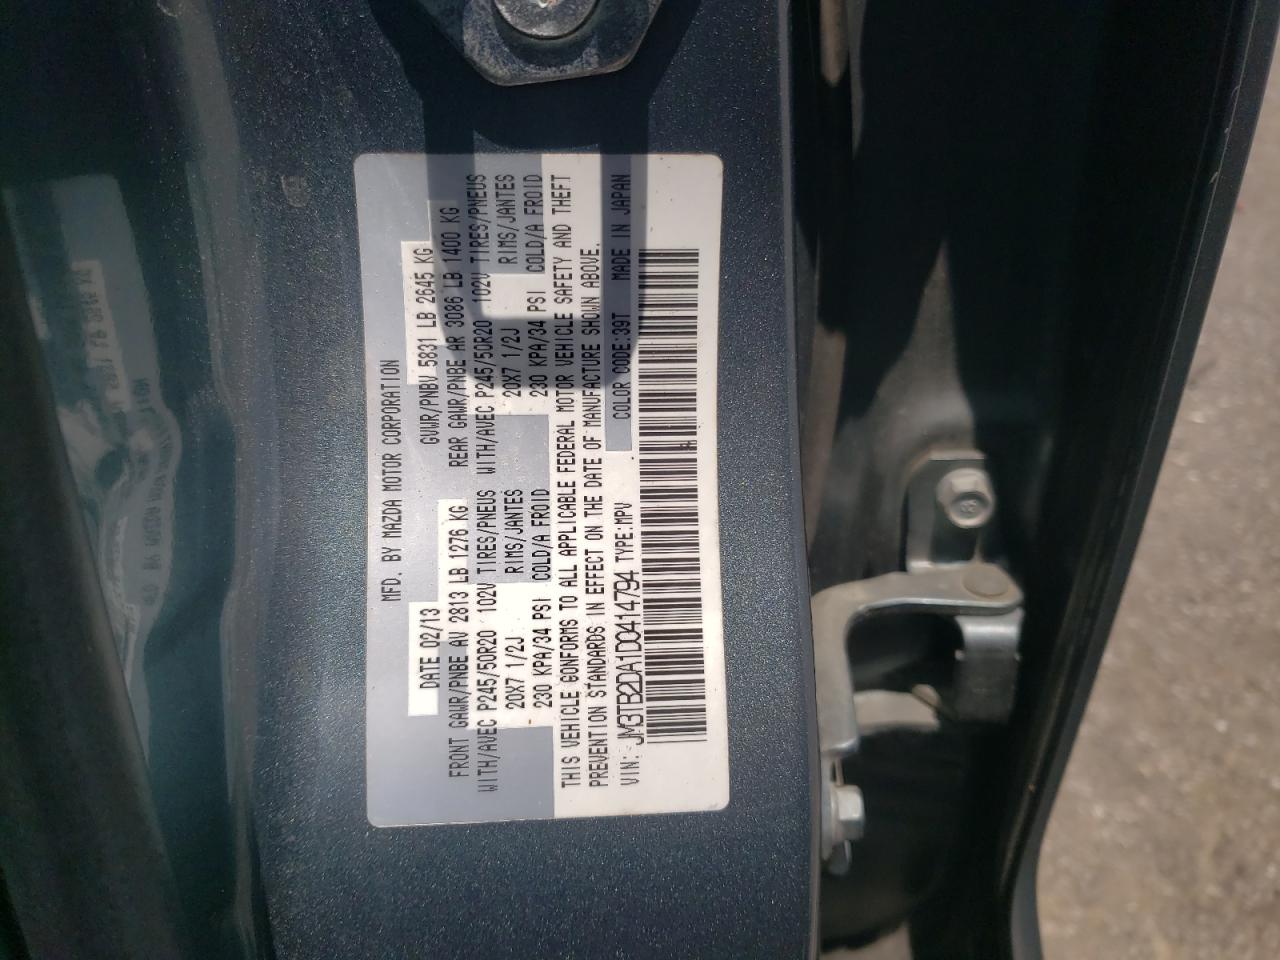 MFD. BY MAZDA MOTOR CORPORATION
DATE 02/13 GVWR/PNBV 5831 LB 2645 KG
FRONT GAWR/PNBE AV 2813 LB 1276 KG REAR GAWR/PNBE AR 3086 LB 1400 KG
WITH/AVEC P245/50R20 102V TIRES/PNEUS WITH/AVEC P245/50R20 102V TIRES/PNEUS
20X7 1/2J RIMS/JANTES 20X7 1/2J RIMS/JANTES
230 KPA/34 PSI COLD/A FROID 230 KPA/34 PSI COLD/A FROID
THIS VEHICLE CONFORMS TO ALL APPLICABLE FEDERAL MOTOR VEHICLE SAFETY AND THEFT
PREVENTION STANDARDS IN EFFECT ON THE DATE OF MANUFACTURE SHOWN ABOVE.
VIN: JM3TB2DA1D0414794 TYPE:MPV COLOR CODE:39T MADE IN JAPAN